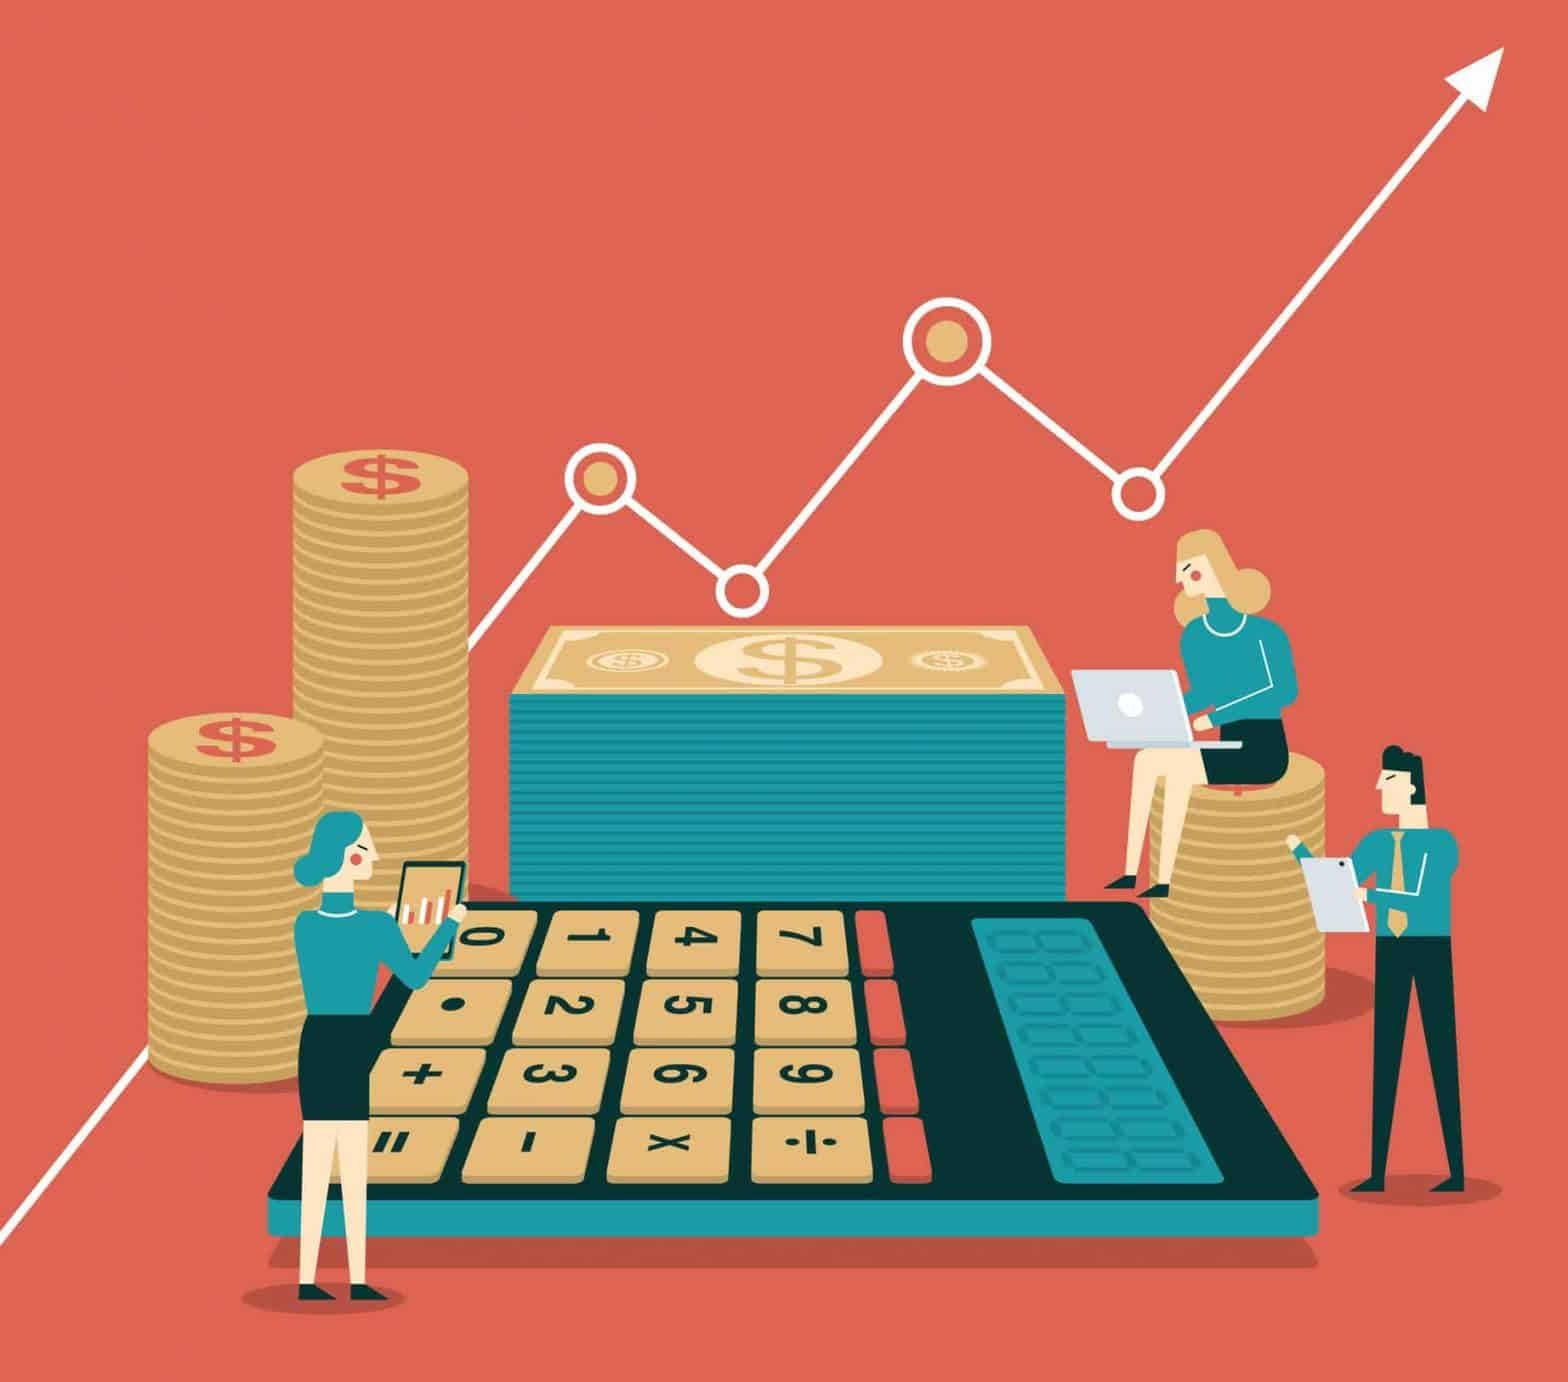 $
$
$ $ $
0 1 4 7
• 2 5 8
+ 3 6 9
= - x ÷